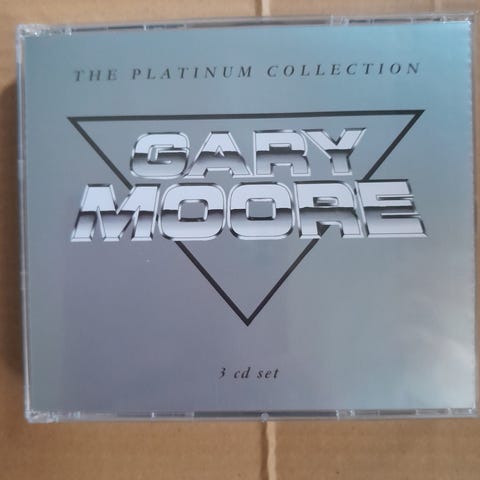 THE PLATINUM COLLECTION
GARY
MOORE
3 cd set